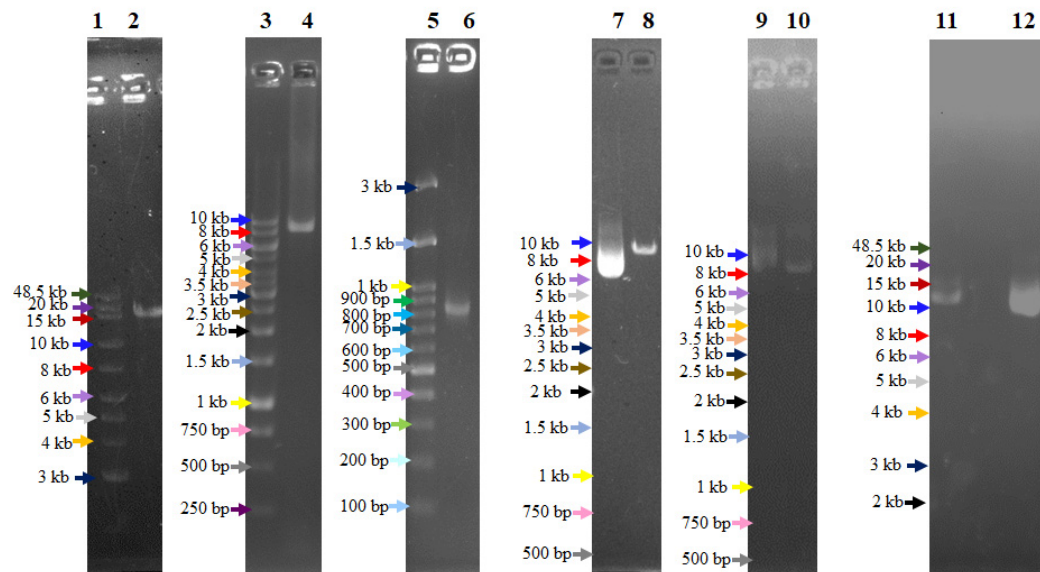 1 2 3 4 5 6 7 8 9 10 11 12
48.5 kb
20 kb
15 kb
10 kb
8 kb
6 kb
5 kb
4 kb
3 kb
10 kb
8 kb
6 kb
5 kb
4 kb
3.5 kb
3 kb
2.5 kb
2 kb
1.5 kb
1 kb
750 bp
500 bp
250 bp
3 kb
1.5 kb
1 kb
900 bp
800 bp
700 bp
600 bp
500 bp
400 bp
300 bp
200 bp
100 bp
10 kb
8 kb
6 kb
5 kb
4 kb
3.5 kb
3 kb
2.5 kb
2 kb
1.5 kb
1 kb
750 bp
500 bp
10 kb
8 kb
6 kb
5 kb
4 kb
3.5 kb
3 kb
2.5 kb
2 kb
1.5 kb
1 kb
750 bp
500 bp
48.5 kb
20 kb
15 kb
10 kb
8 kb
6 kb
5 kb
4 kb
3 kb
2 kb